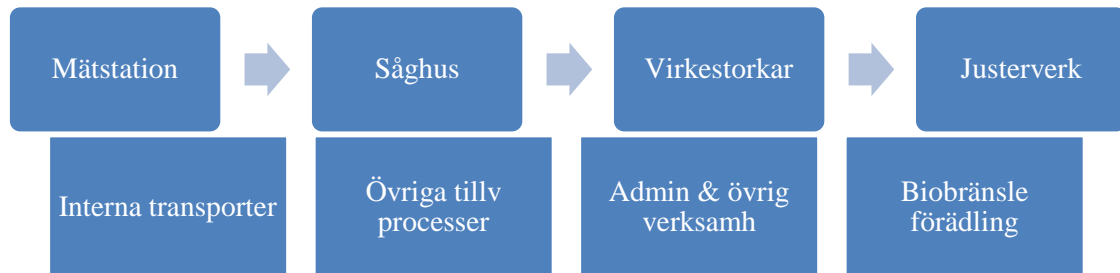 Mätstation
Såghus
Virkestorkar
Justerverk
Interna transporter
Övriga tillv
processer
Admin & övrig
verksamh
Biobränsle
förädling